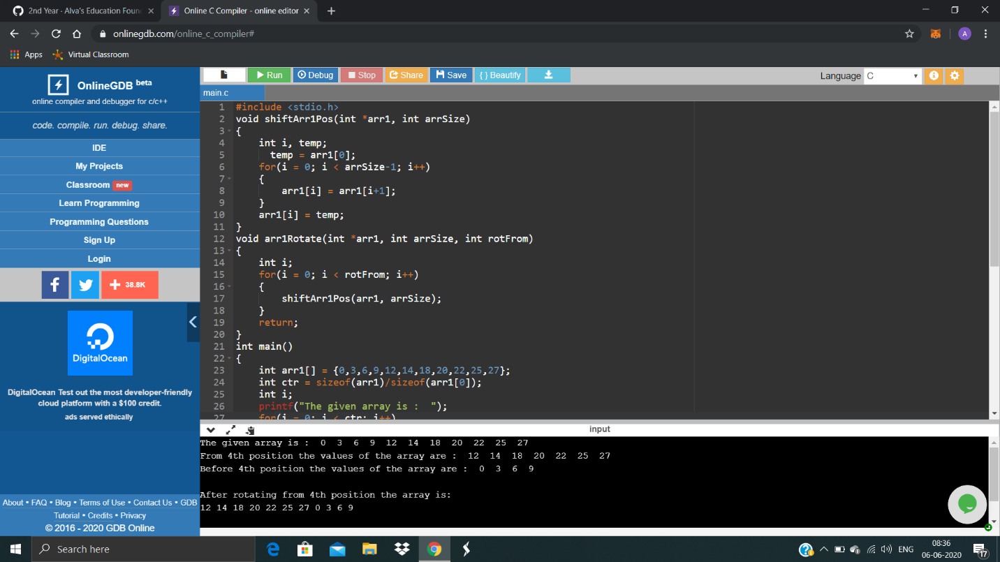 2nd Year - Alva's Education Foun
Online C Compiler - online editor
onlinegdb.com/online_c_compiler#
A
Apps
Virtual Classroom
OnlineGDB beta
online compiler and debugger for c/c++
code. compile. run. debug. share.
IDE
My Projects
Classroom new
Learn Programming
Programming Questions
Sign Up
Login
38.8K
DigitalOcean
DigitalOcean Test out the most developer-friendly
cloud platform with a $100 credit.
ads served ethically
About • FAQ • Blog • Terms of Use • Contact Us • GDB
Tutorial • Credits • Privacy
© 2016 - 2020 GDB Online
Run Debug Stop Share Save { } Beautify
Language C
main.c
1 #include <stdio.h>
2 void shiftArr1Pos(int *arr1, int arrSize)
3 {
4 int i, temp;
5 temp = arr1[0];
6 for(i = 0; i < arrSize-1; i++)
7 {
8 arr1[i] = arr1[i+1];
9 }
10 arr1[i] = temp;
11 }
12 void arr1Rotate(int *arr1, int arrSize, int rotFrom)
13 {
14 int i;
15 for(i = 0; i < rotFrom; i++)
16 {
17 shiftArr1Pos(arr1, arrSize);
18 }
19 return;
20 }
21 int main()
22 {
23 int arr1[] = {0,3,6,9,12,14,18,20,22,25,27};
24 int ctr = sizeof(arr1)/sizeof(arr1[0]);
25 int i;
26 printf("The given array is :  ");
27 for(i = 0; i < ctr; i++)
input
The given array is :  0  3  6  9  12  14  18  20  22  25  27
From 4th position the values of the array are :  12  14  18  20  22  25  27
Before 4th position the values of the array are :  0  3  6  9
After rotating from 4th position the array is:
12 14 18 20 22 25 27 0 3 6 9
Search here
ENG
08:36
06-06-2020
17